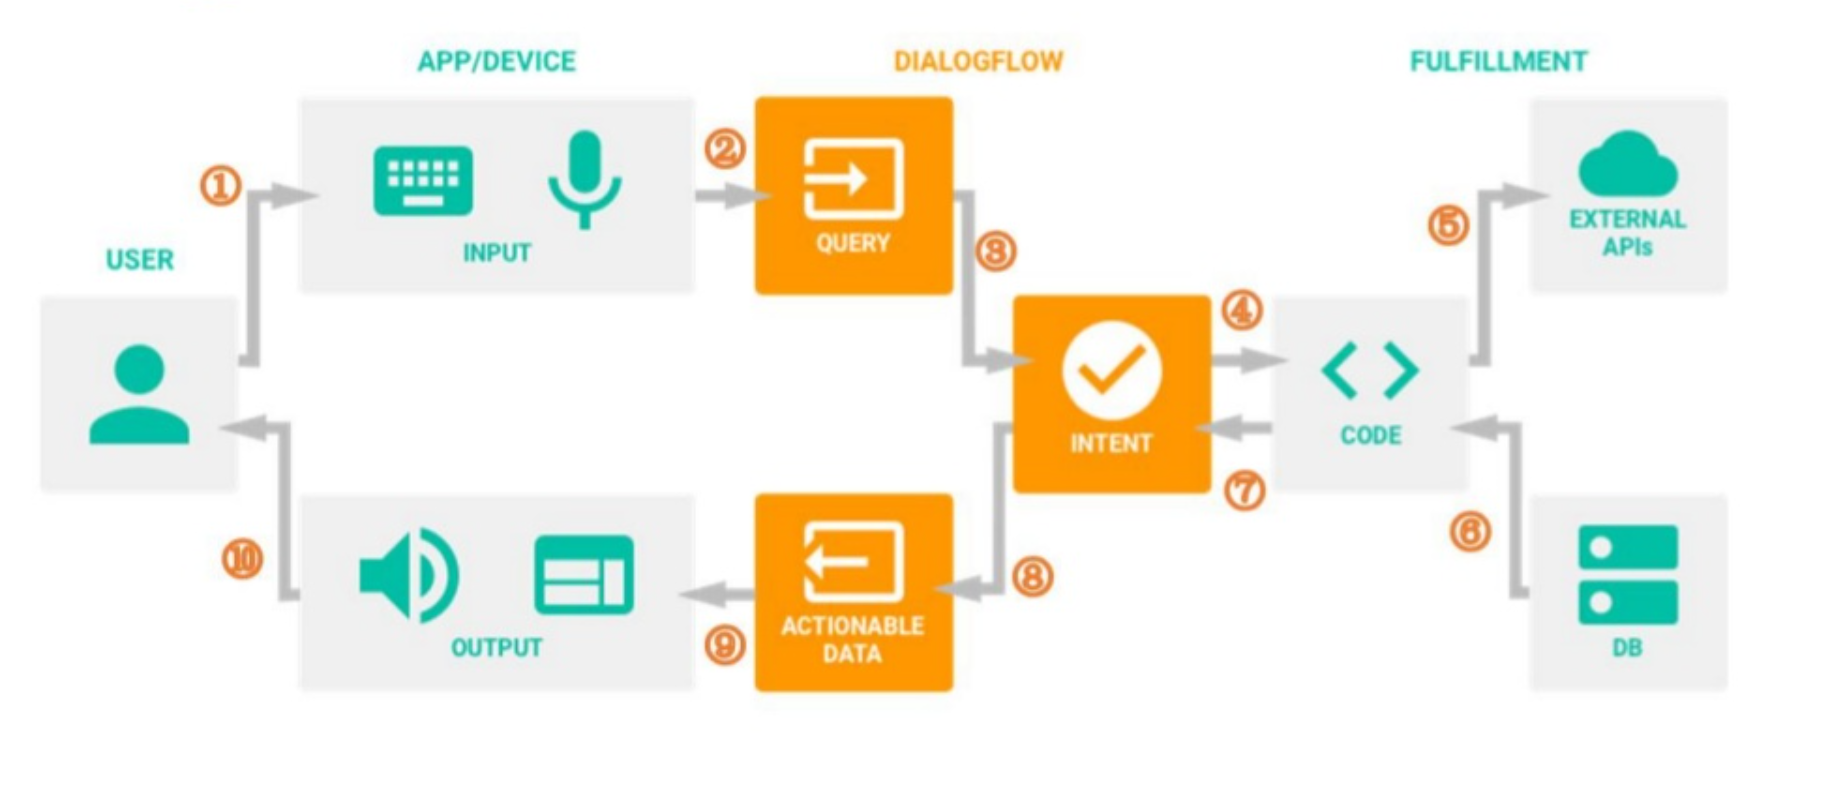 APP/DEVICE
DIALOGFLOW
FULFILLMENT
①
②
③
④
⑤
USER
INPUT
QUERY
EXTERNAL
APIs
INTENT
CODE
⑥
⑦
⑧
⑨
⑩
OUTPUT
ACTIONABLE
DATA
DB